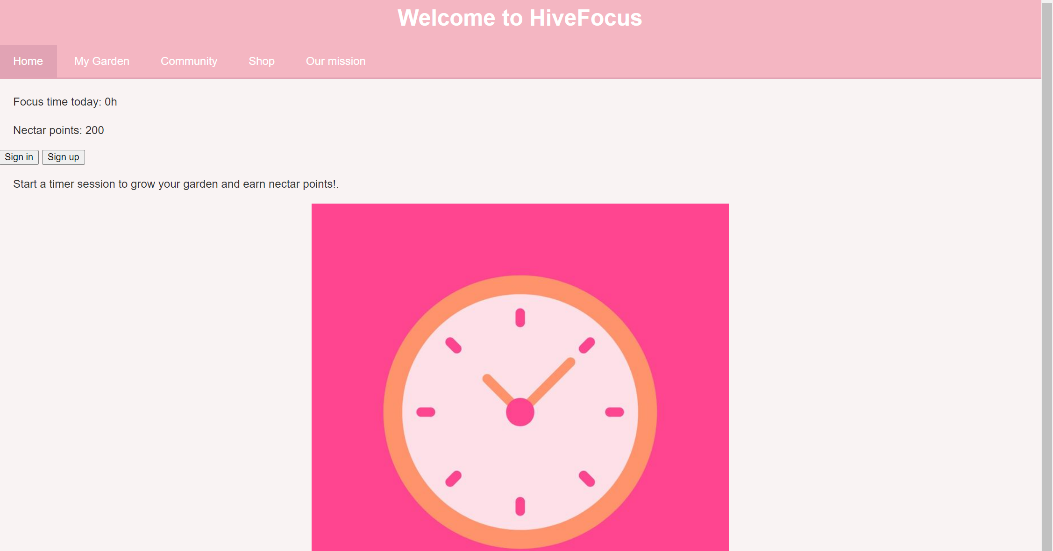 Welcome to HiveFocus
Home My Garden Community Shop Our mission
Focus time today: 0h
Nectar points: 200
Sign in Sign up
Start a timer session to grow your garden and earn nectar points!.